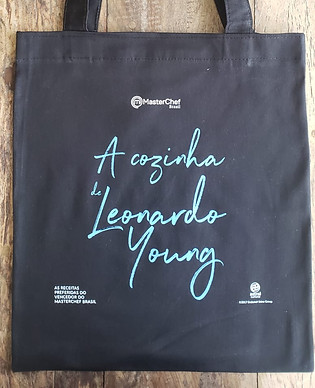 MasterChef
Brasil
A cozinha
de
Leonardo
Young
AS RECEITAS
PREFERIDAS DO
VENCEDOR DO
MASTERCHEF BRASIL